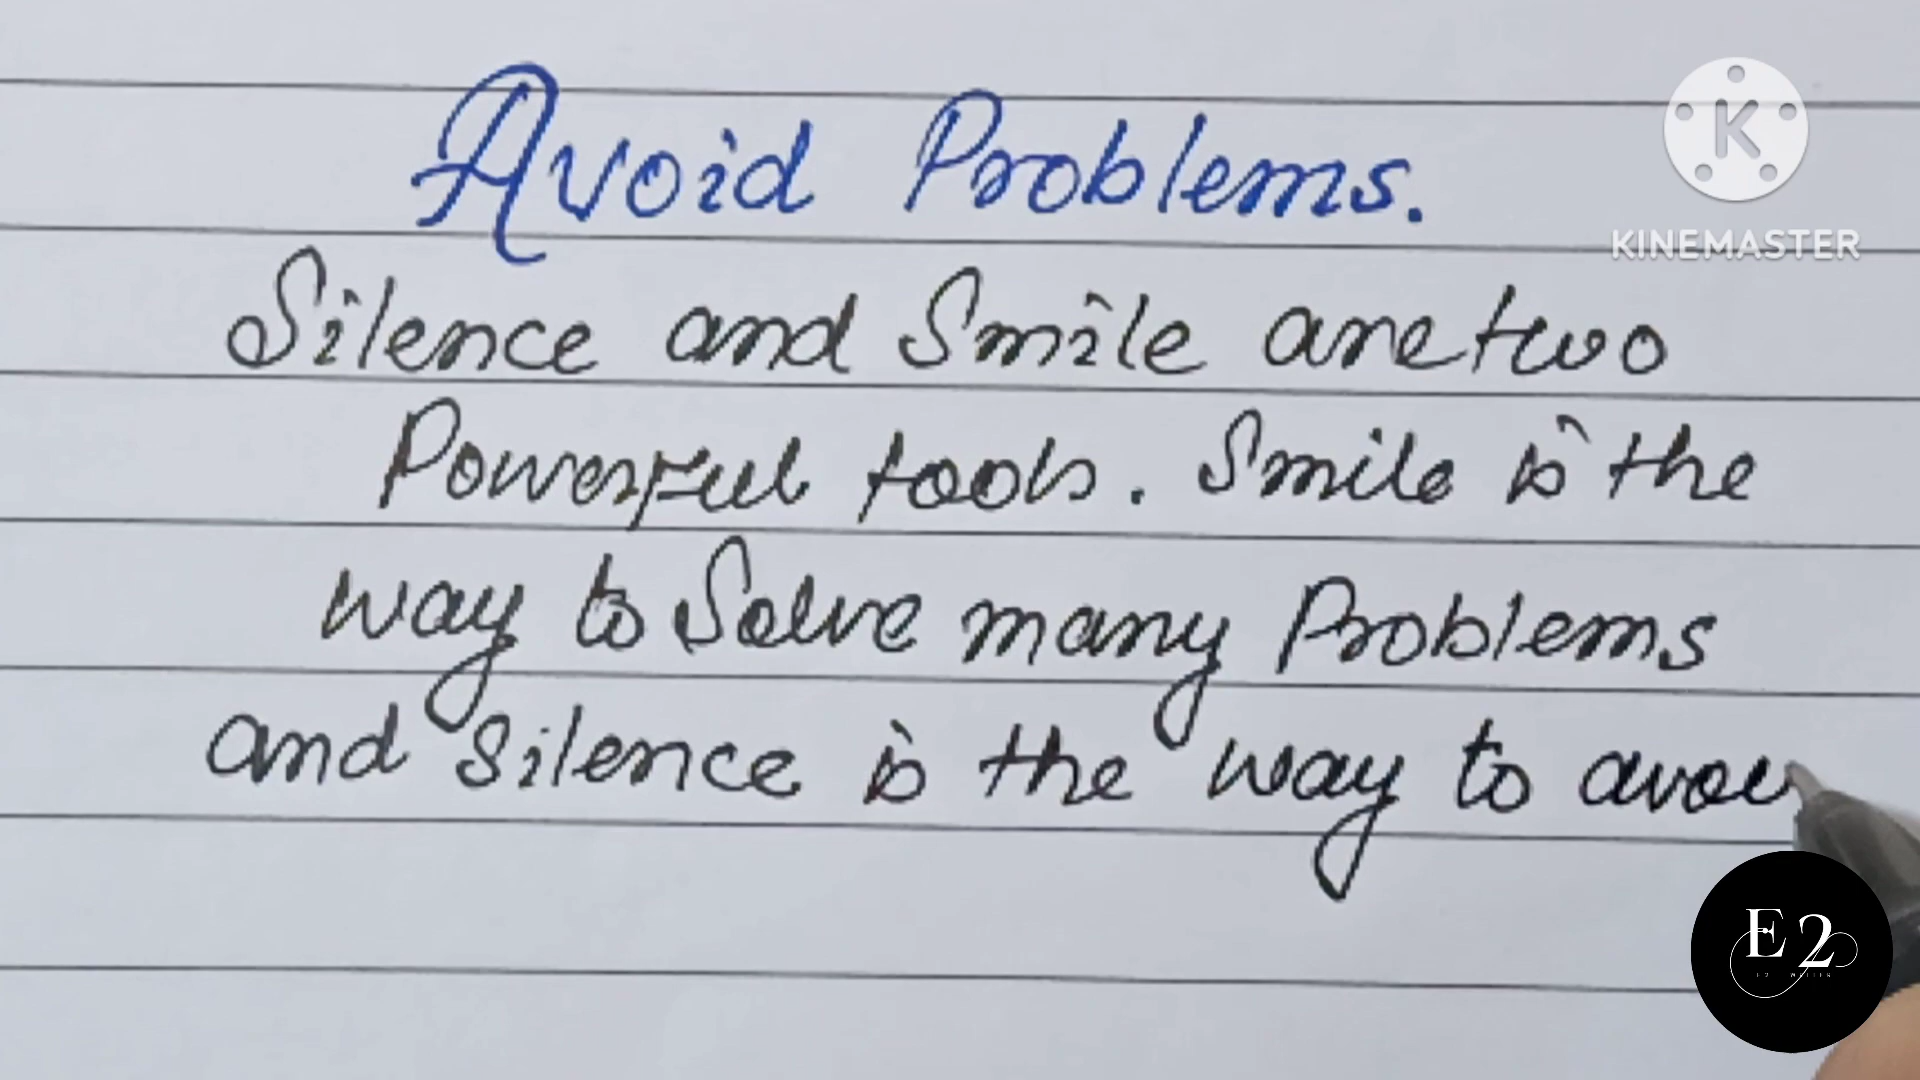 Avoid Problems.
KINEMASTER
Silence and Smile are two
Powerful tools. Smile is the
way to Solve many Problems
and silence is the way to avoi
E2